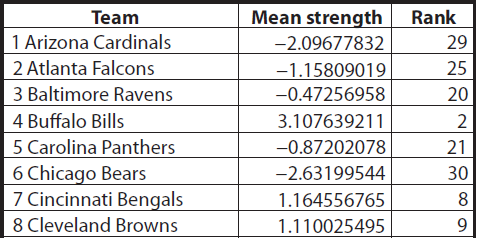 Team Mean strength Rank
1 Arizona Cardinals −2.09677832 29
2 Atlanta Falcons −1.15809019 25
3 Baltimore Ravens −0.47256958 20
4 Buffalo Bills 3.107639211 2
5 Carolina Panthers −0.87202078 21
6 Chicago Bears −2.63199544 30
7 Cincinnati Bengals 1.164556765 8
8 Cleveland Browns 1.110025495 9